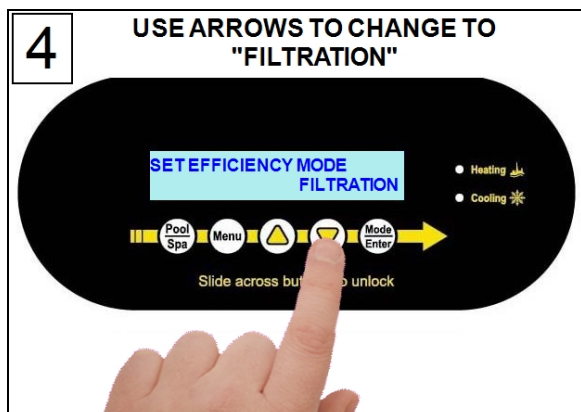 4
USE ARROWS TO CHANGE TO
"FILTRATION"
SET EFFICIENCY MODE
FILTRATION
Heating
Cooling
Pool
Spa
Menu
Mode
Enter
Slide across but o unlock